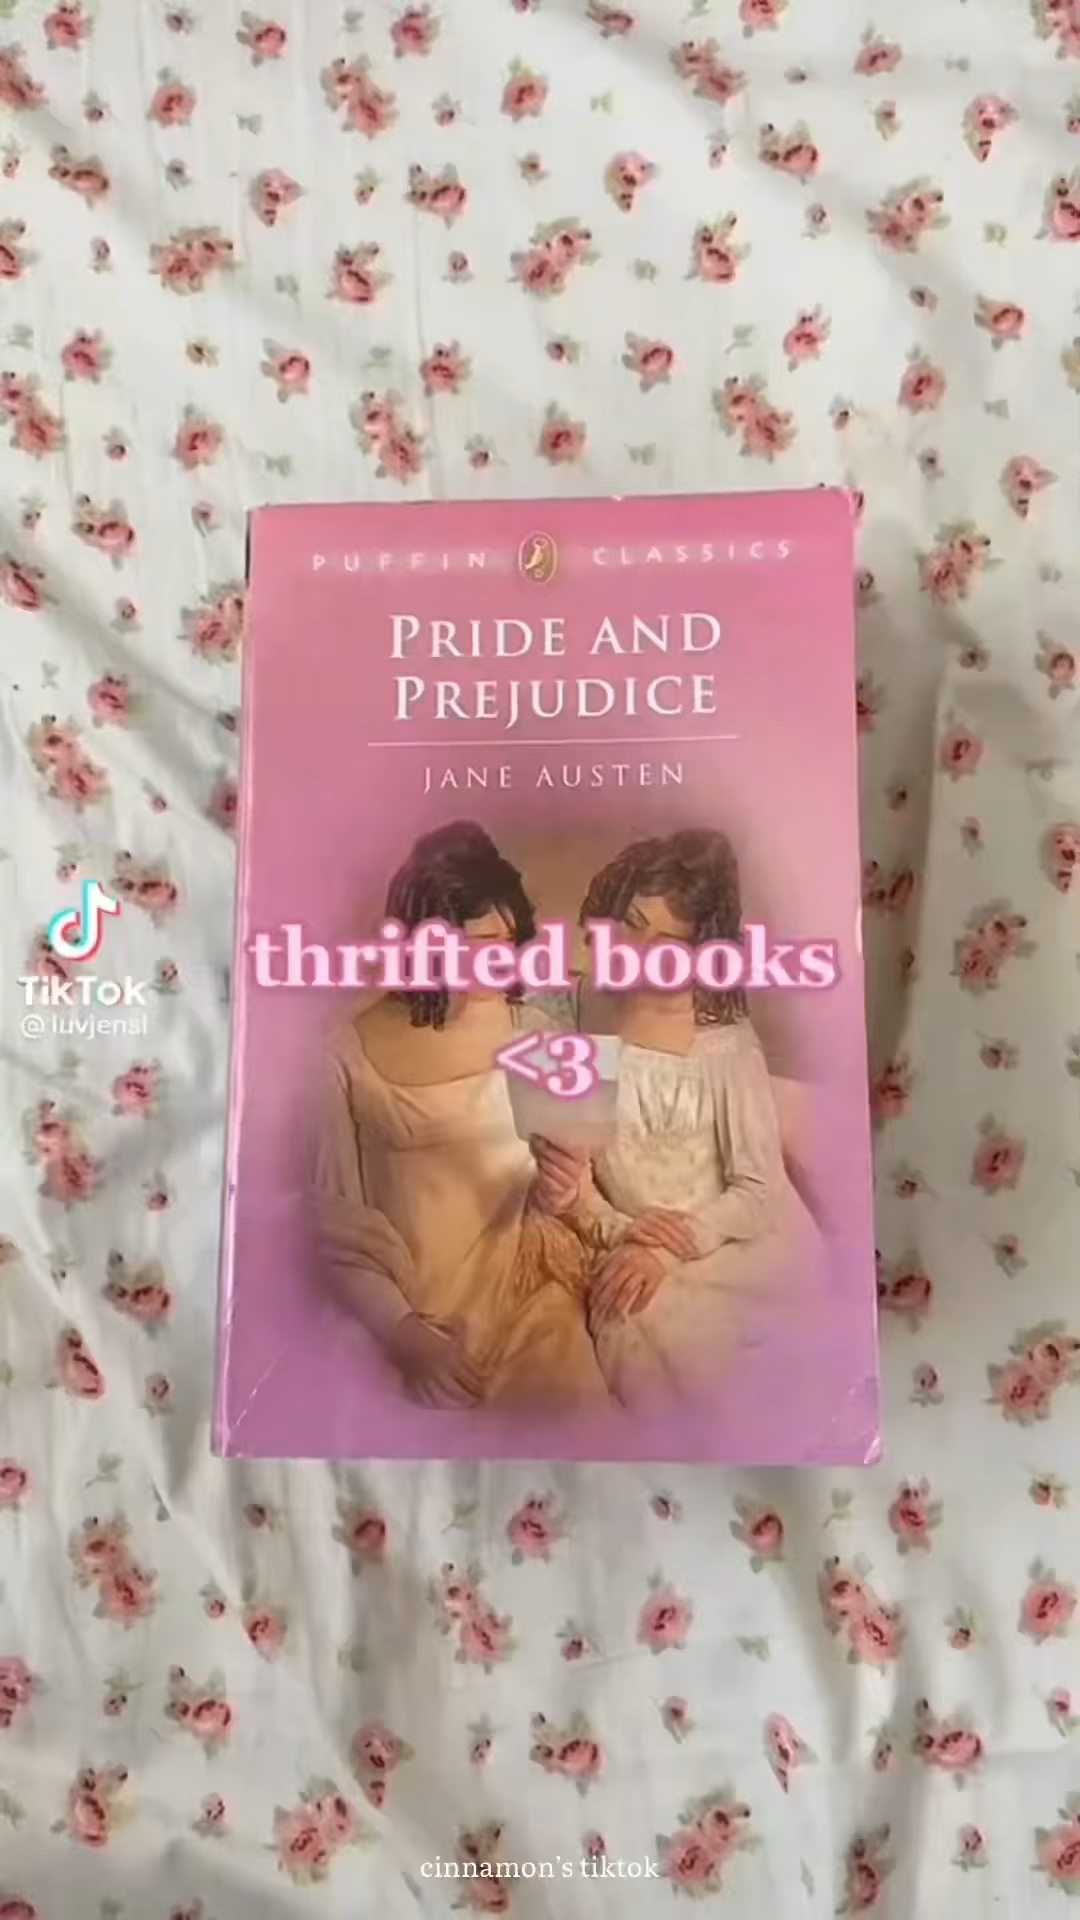 PUFFIN CLASSICS
PRIDE AND
PREJUDICE
JANE AUSTEN
thrifted books
<3
TikTok
@luvjensl
cinnamon's tiktok